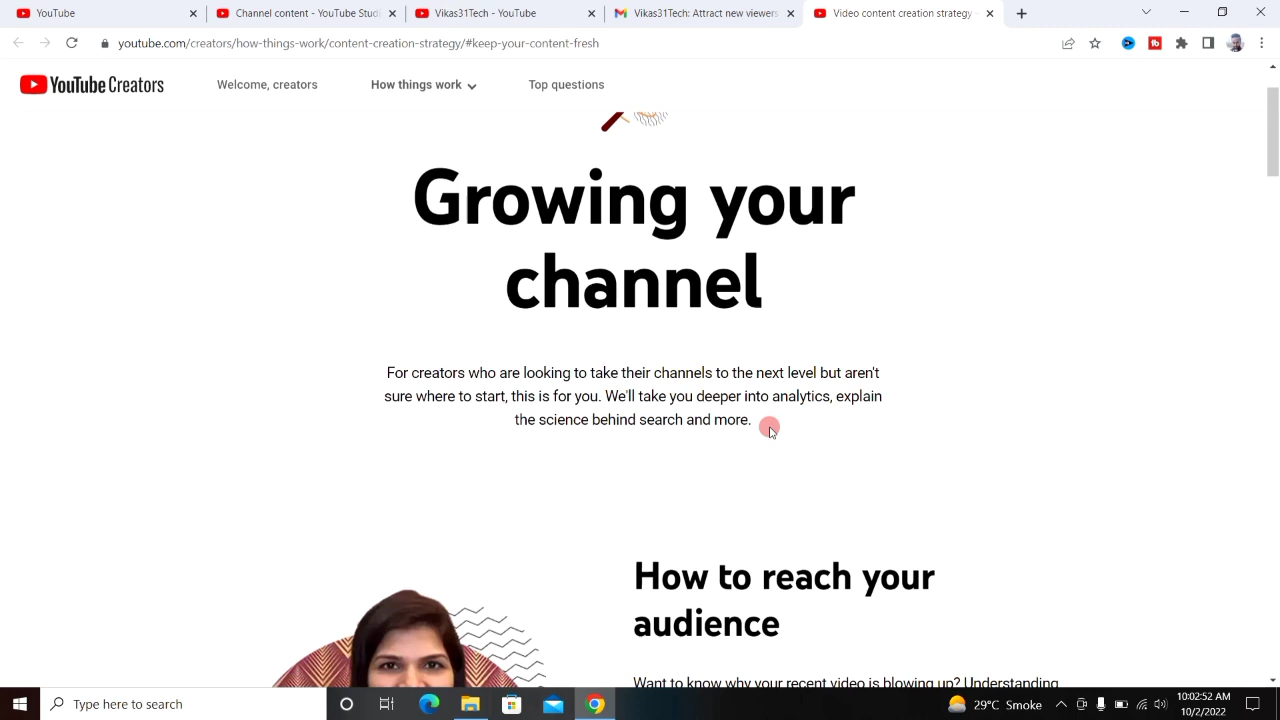 YouTube
Channel content - YouTube Studi
Vikas31Tech - YouTube
Vikas31Tech: Attract new viewers
Video content creation strategy -
youtube.com/creators/how-things-work/content-creation-strategy/#keep-your-content-fresh
YouTube Creators
Welcome, creators
How things work
Top questions
Growing your
channel
For creators who are looking to take their channels to the next level but aren't
sure where to start, this is for you. We'll take you deeper into analytics, explain
the science behind search and more.
How to reach your
audience
Want to know why your recent video is blowing up? Understanding
Type here to search
29°C Smoke
10:02:52 AM
10/2/2022